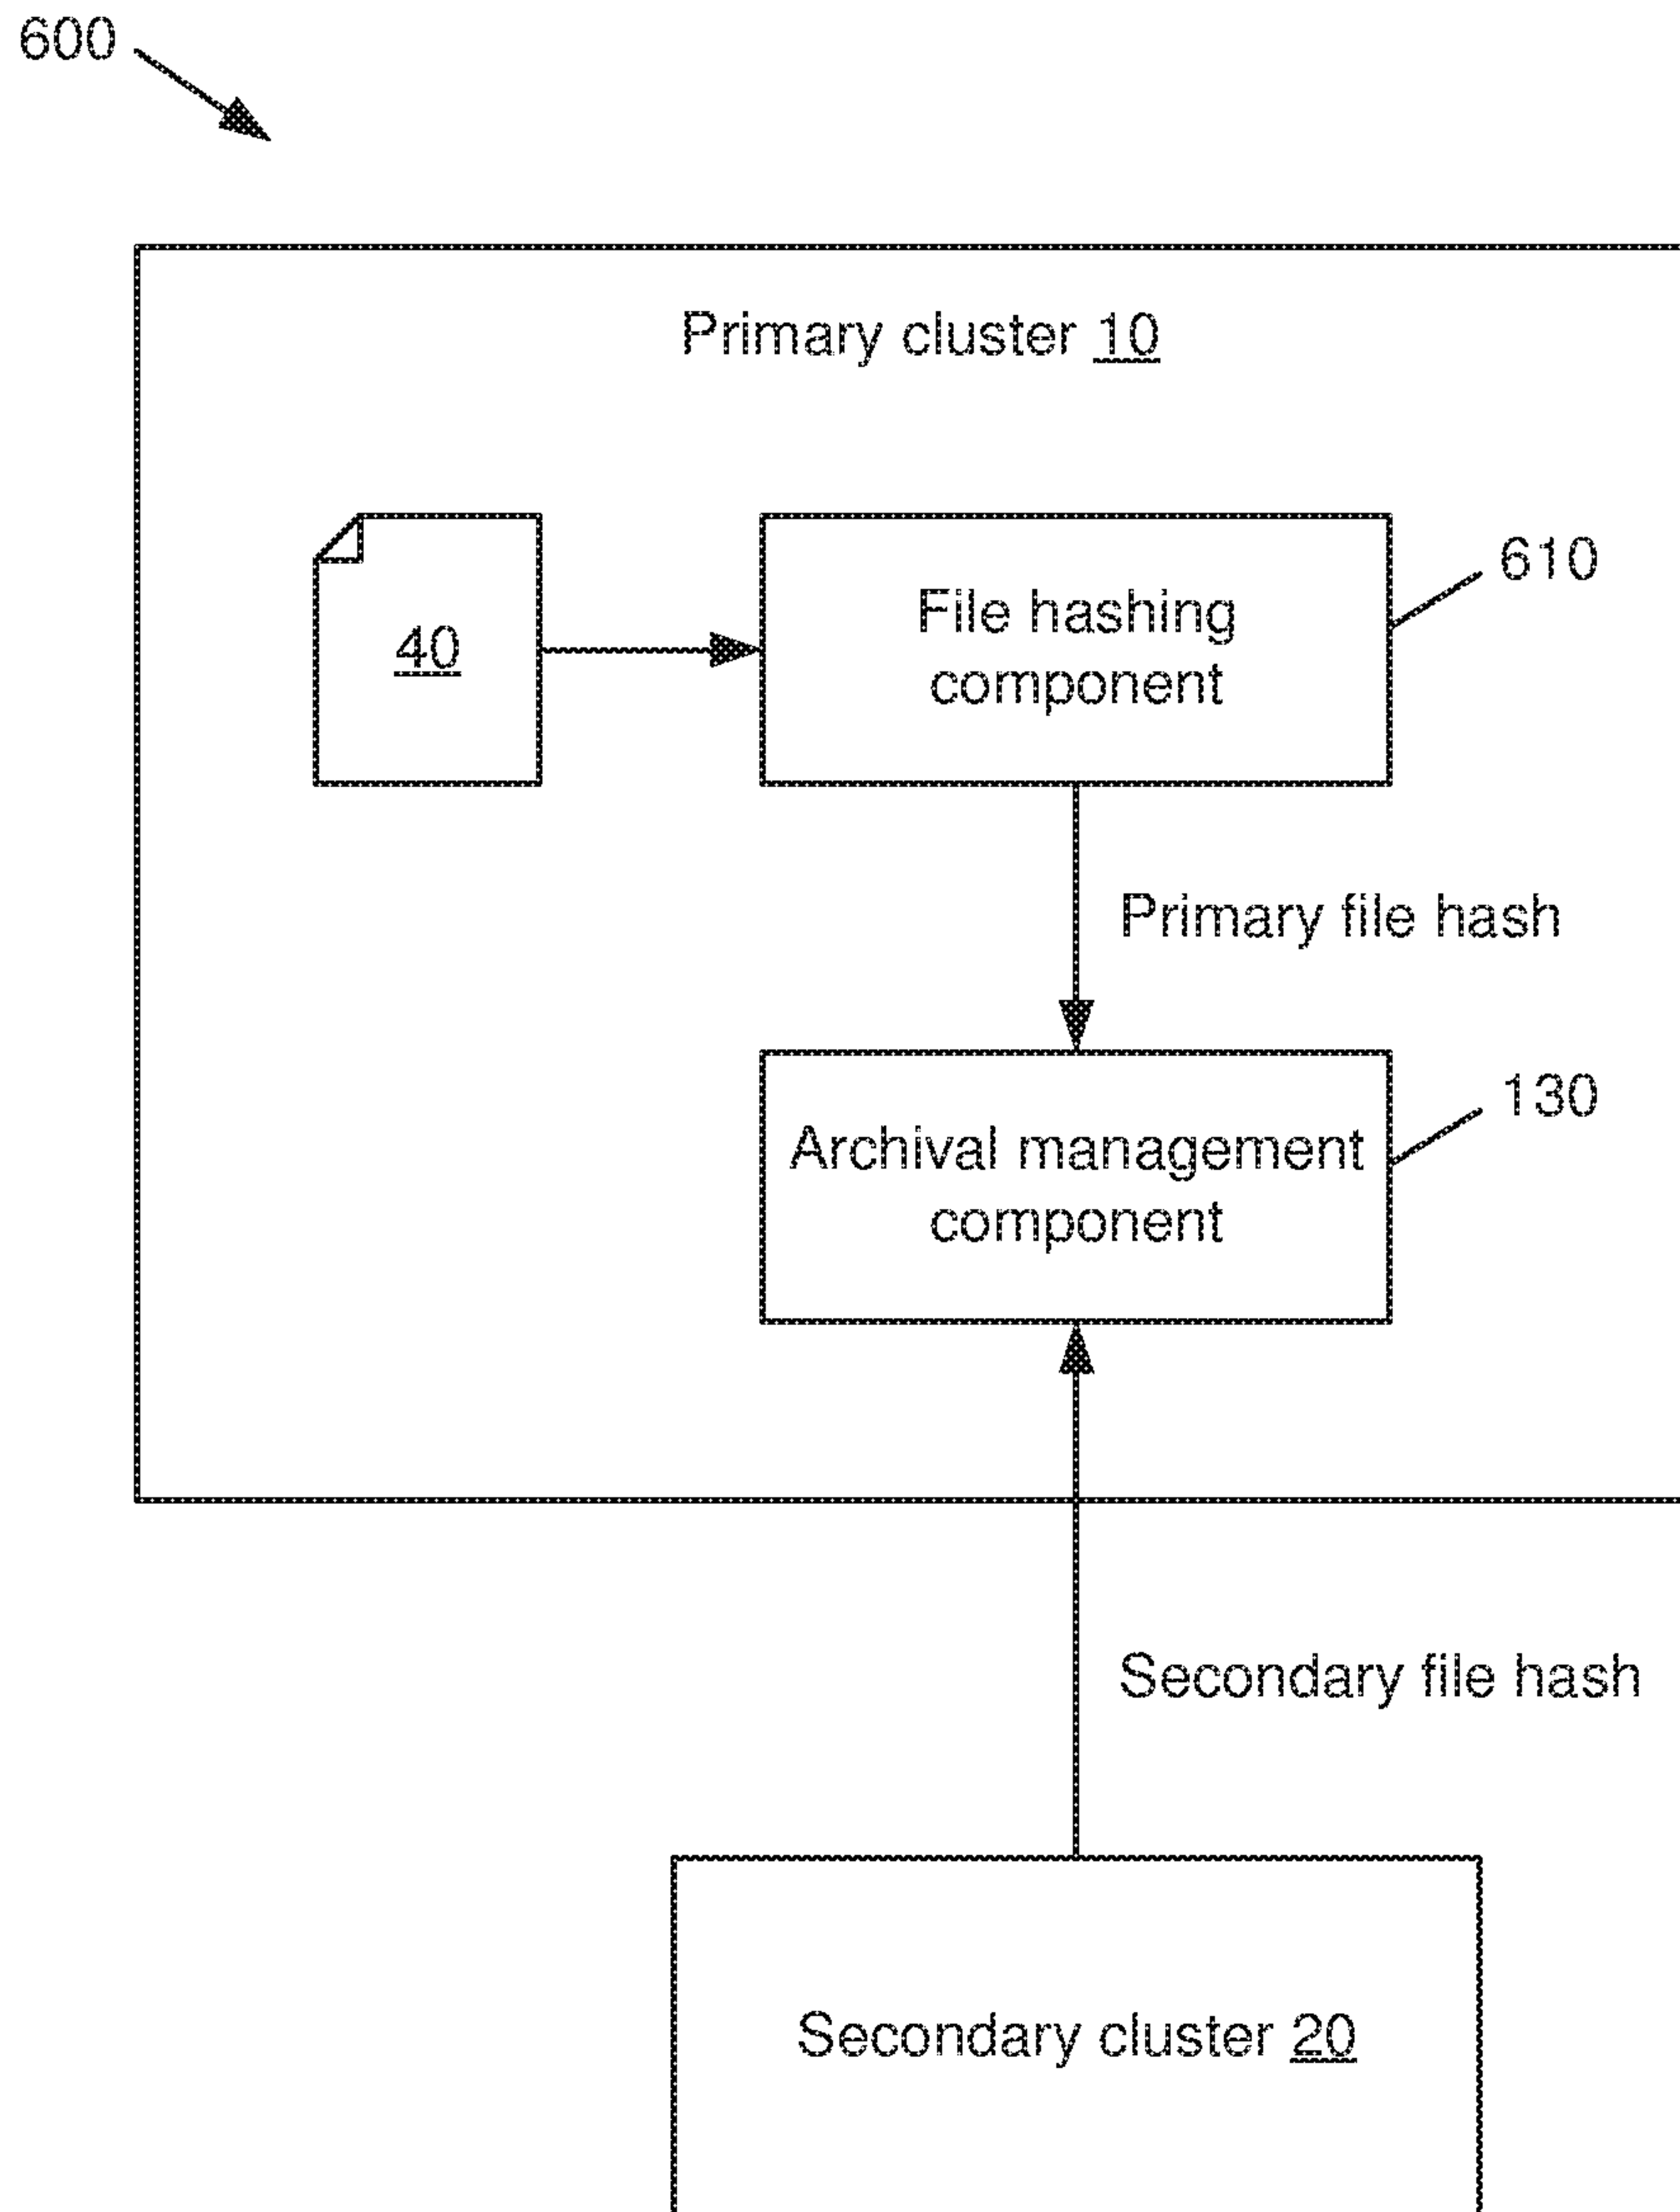 600
Primary cluster 10
40
File hashing
component
610
Primary file hash
Archival management
component
130
Secondary file hash
Secondary cluster 20